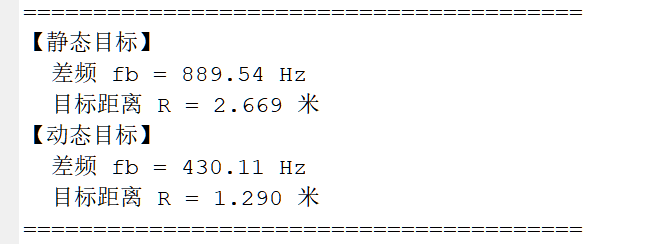 ========================================
【静态目标】
差频 fb = 889.54 Hz
目标距离 R = 2.669 米
【动态目标】
差频 fb = 430.11 Hz
目标距离 R = 1.290 米
========================================